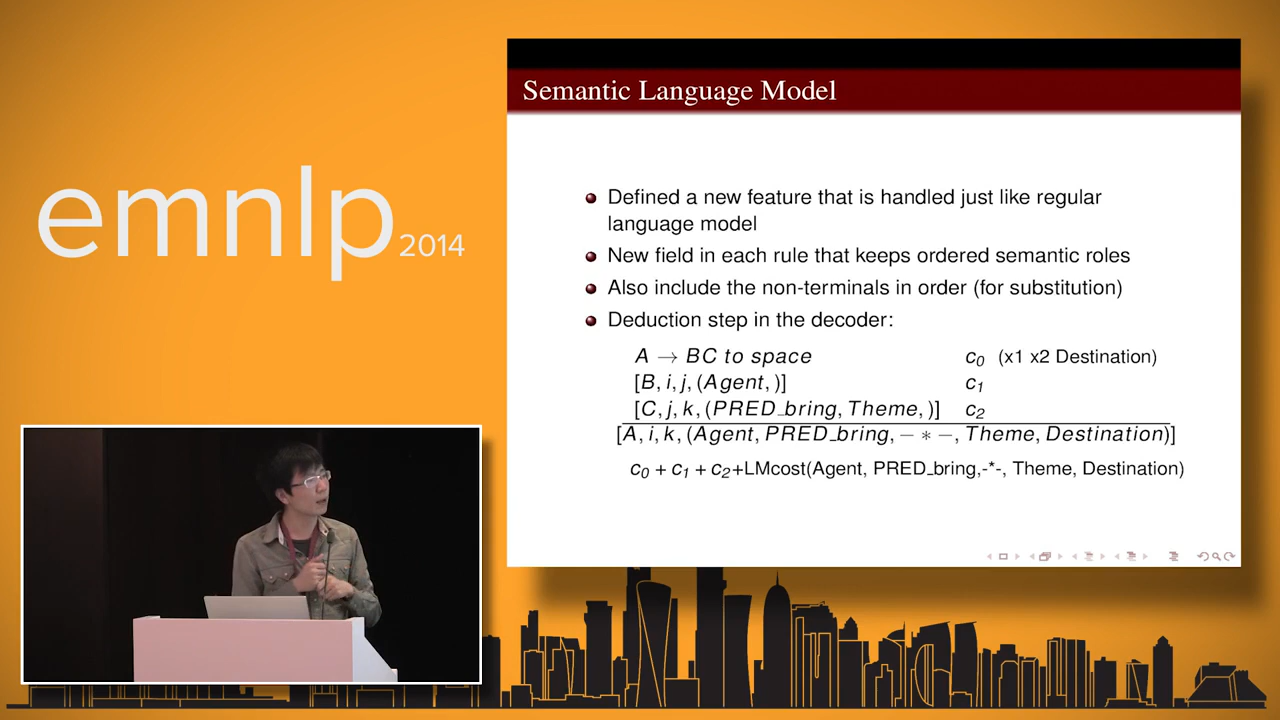 emnlp 2014
Semantic Language Model
Defined a new feature that is handled just like regular
language model
New field in each rule that keeps ordered semantic roles
Also include the non-terminals in order (for substitution)
Deduction step in the decoder:
A → BC to space c₀ (x1 x2 Destination)
[B, i, j, (Agent, )] c₁
[C, j, k, (PRED_bring, Theme, )] c₂
[A, i, k, (Agent, PRED_bring, − ∗ −, Theme, Destination)]
c₀ + c₁ + c₂+LMcost(Agent, PRED_bring,-*-, Theme, Destination)